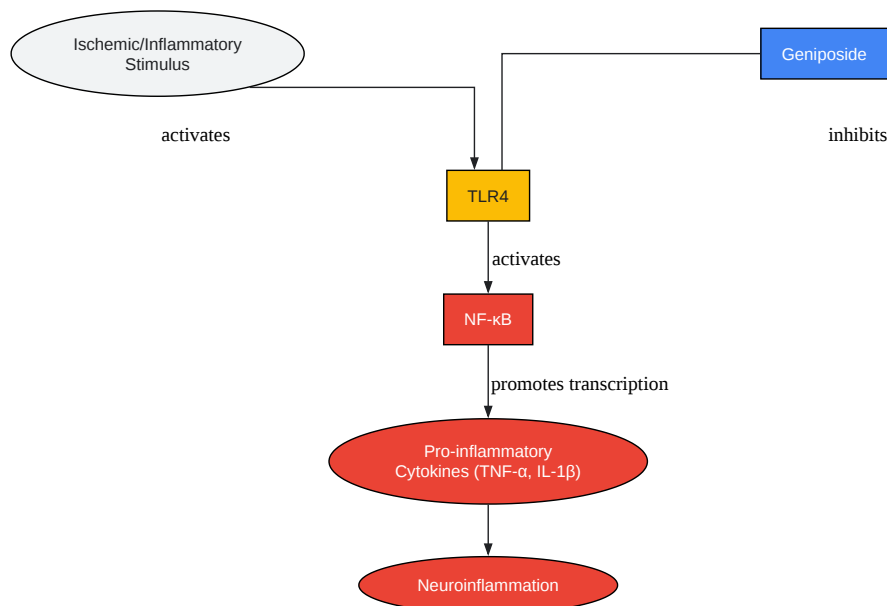 Ischemic/Inflammatory
Stimulus
Geniposide
activates
inhibits
TLR4
activates
NF-κB
promotes transcription
Pro-inflammatory
Cytokines (TNF-α, IL-1β)
Neuroinflammation